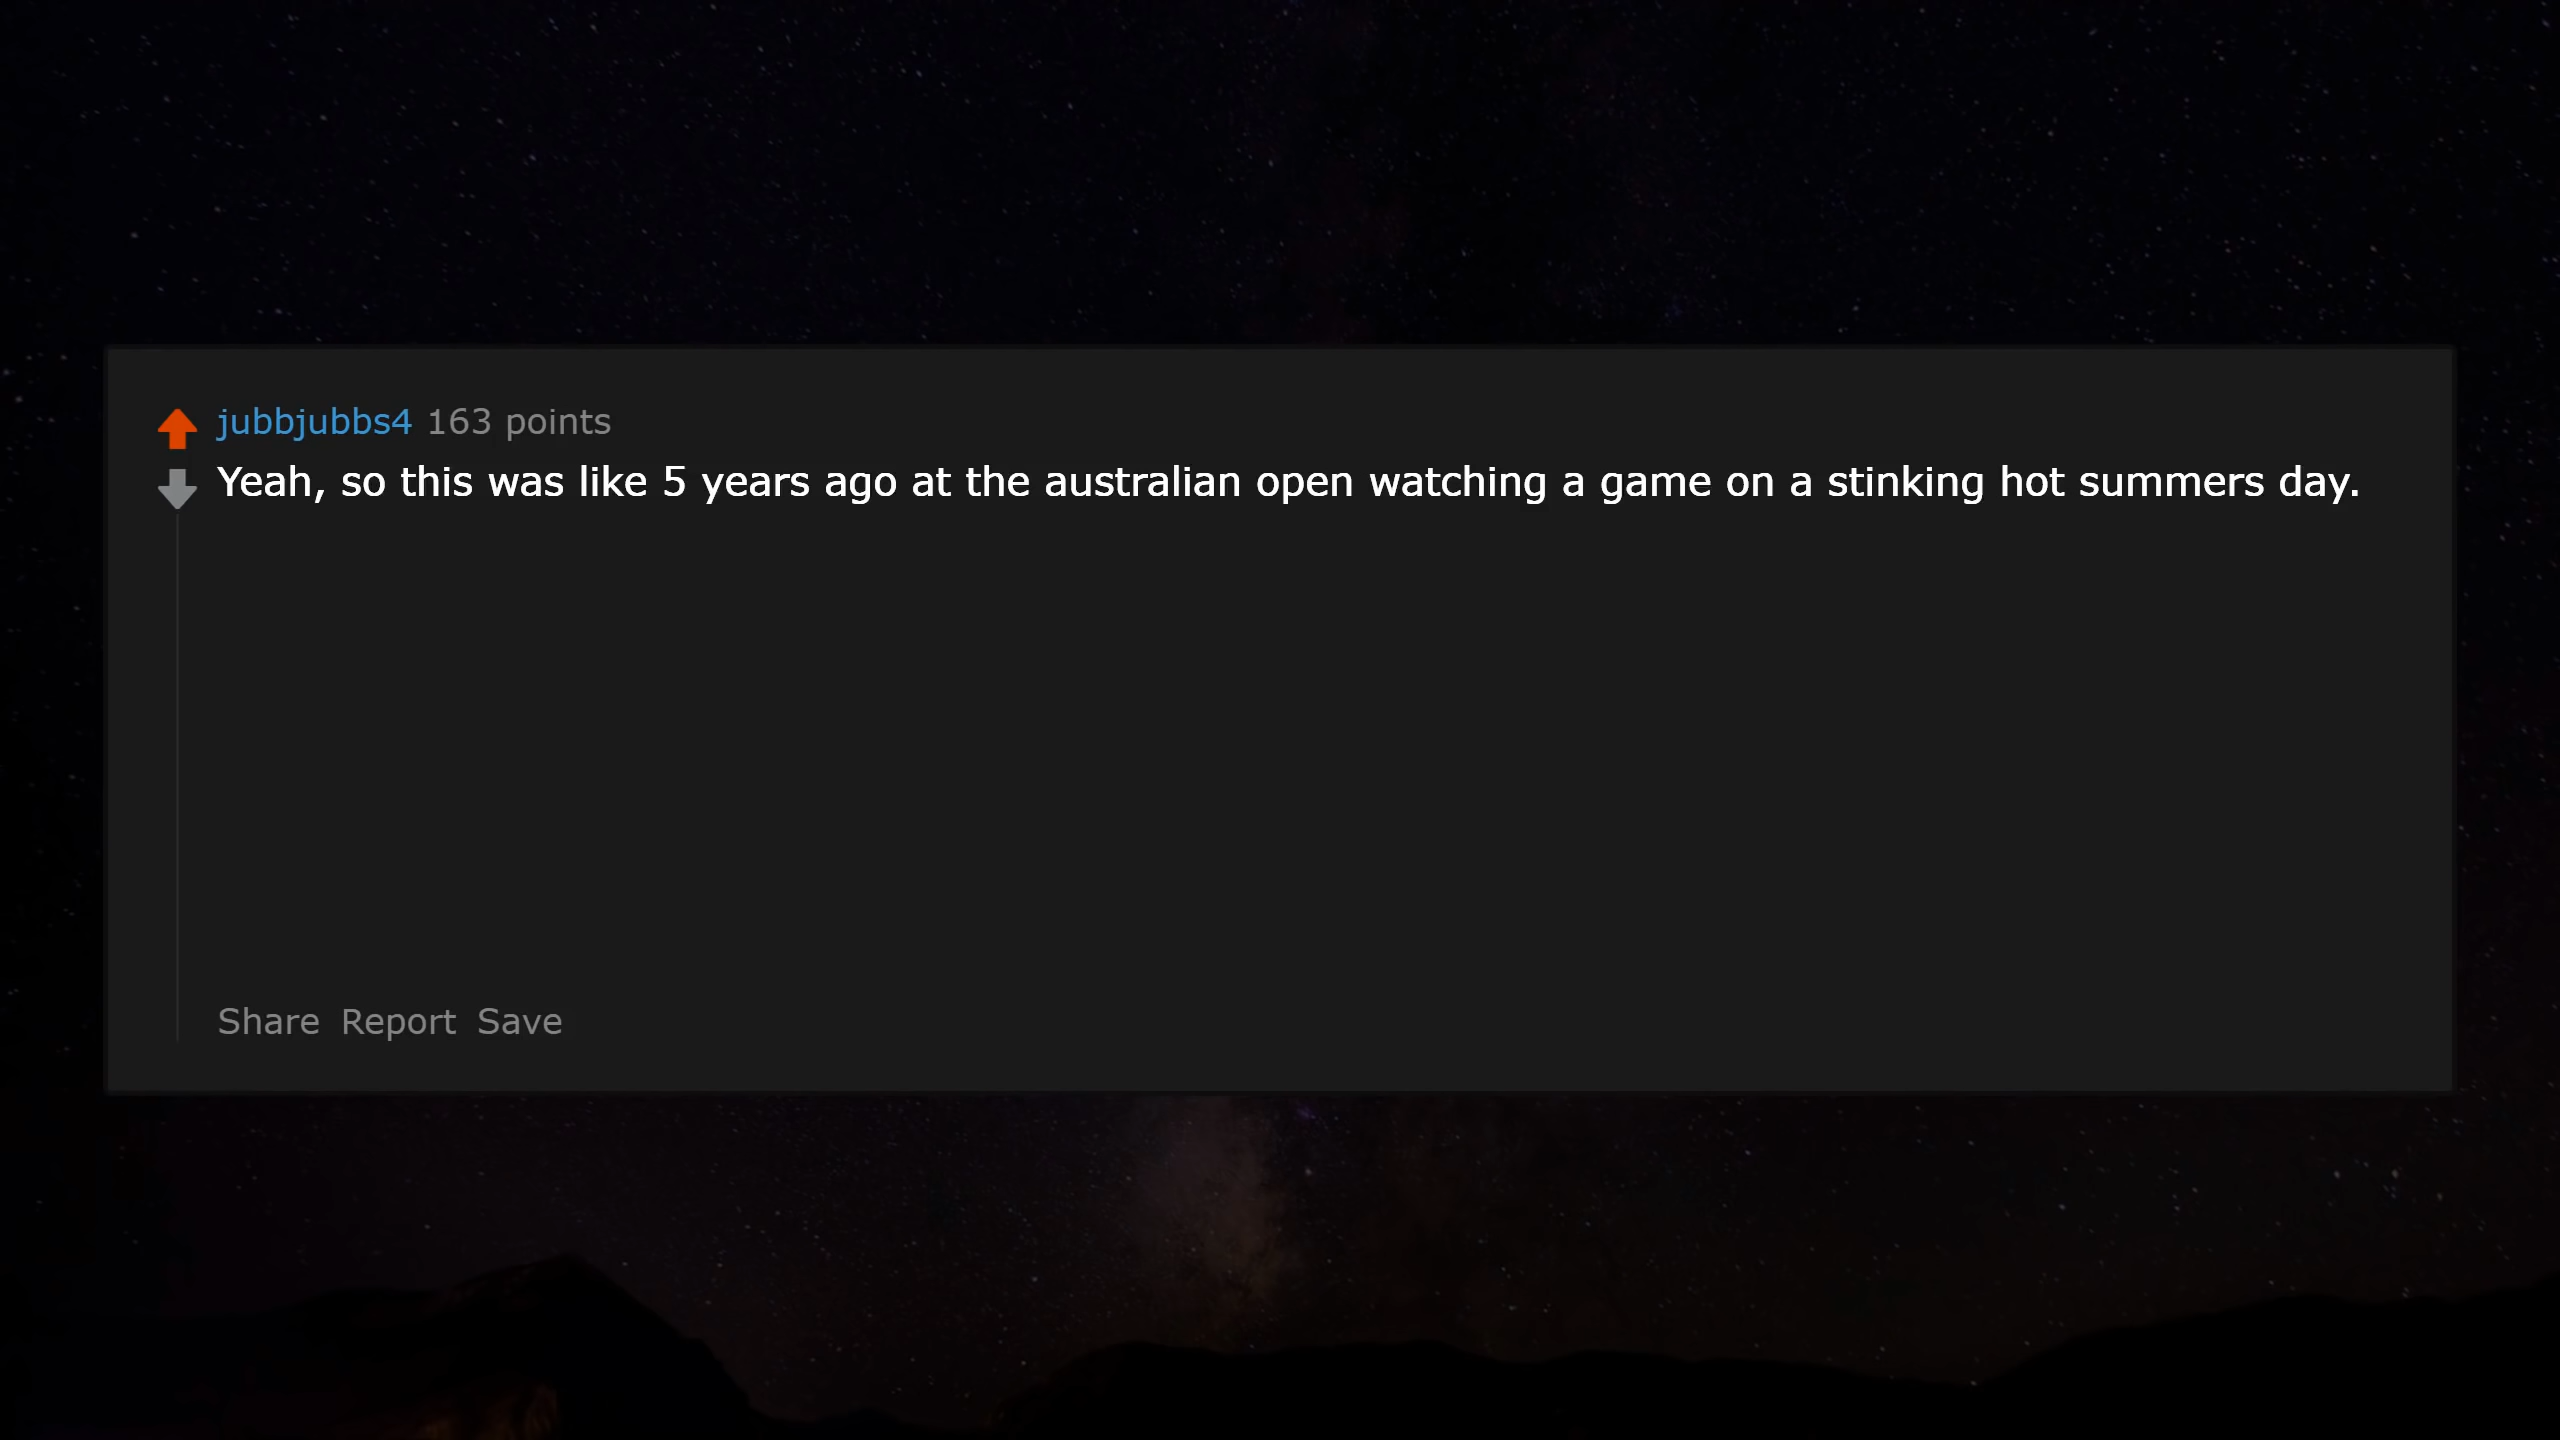 jubbjubbs4 163 points
Yeah, so this was like 5 years ago at the australian open watching a game on a stinking hot summers day.
Share Report Save